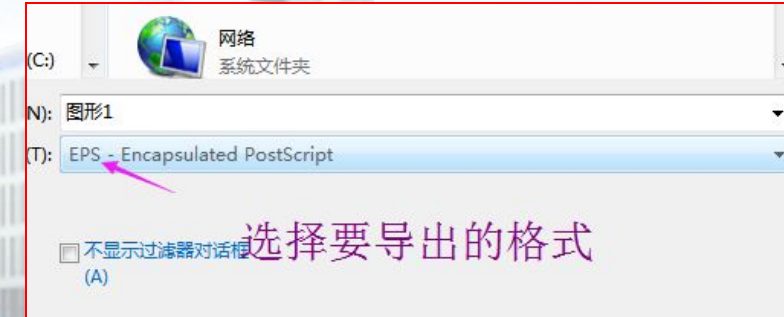 网络
(C:)
系统文件夹
N): 图形1
(T): EPS - Encapsulated PostScript
选择要导出的格式
不显示过滤器对话框
(A)